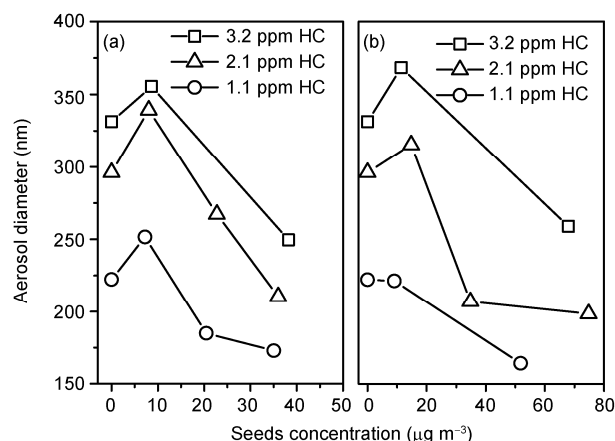 400
350
300
250
200
150
Aerosol diameter (nm)
(a)
3.2 ppm HC
2.1 ppm HC
1.1 ppm HC
(b)
3.2 ppm HC
2.1 ppm HC
1.1 ppm HC
0 10 20 30 40 50
0 20 40 60 80
Seeds concentration (μg m⁻³)